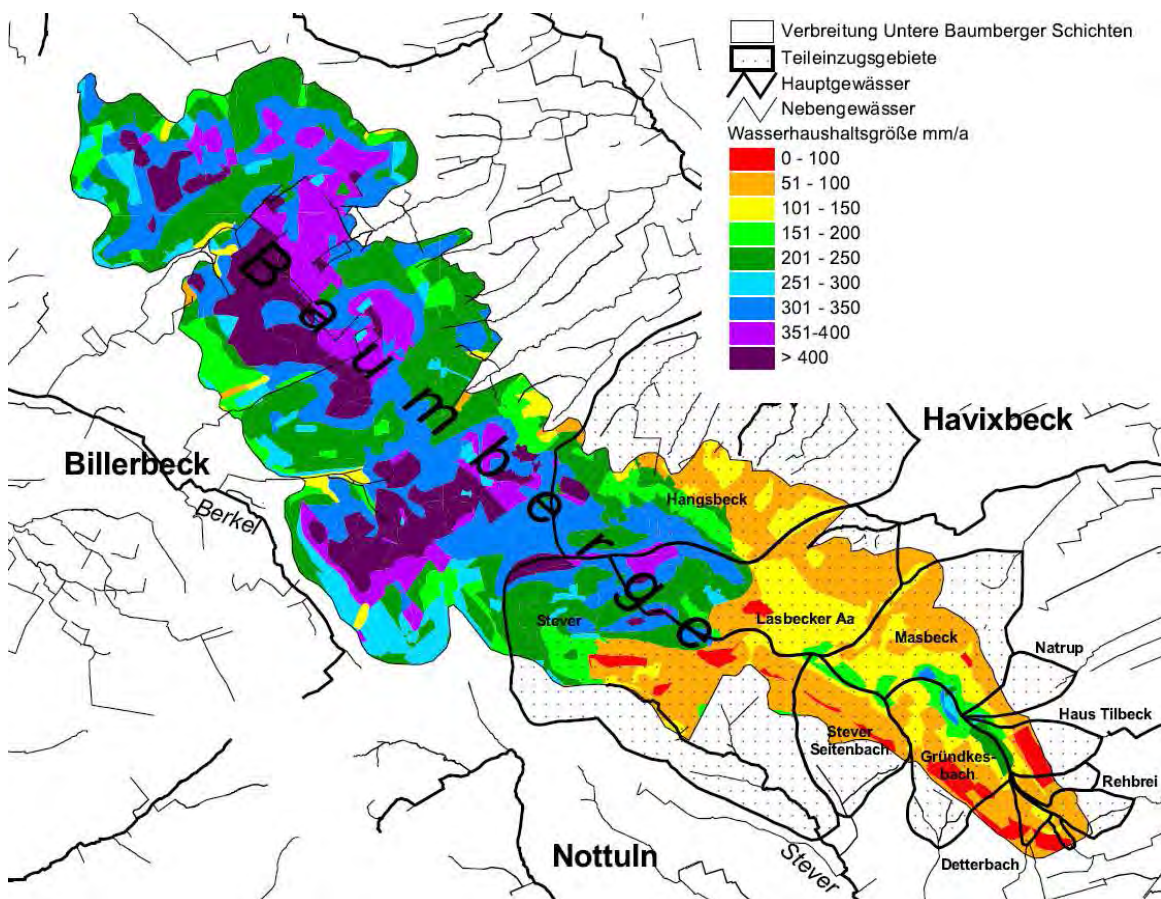 Verbreitung Untere Baumberger Schichten
Teileinzugsgebiete
Hauptgewässer
Nebengewässer
Wasserhaushaltsgröße mm/a
0 - 100
51 - 100
101 - 150
151 - 200
201 - 250
251 - 300
301 - 350
351-400
> 400
Baumberge
Havixbeck
Billerbeck
Berkel
Hangsbeck
Stever
Lasbecker Aa
Masbeck
Natrup
Haus Tilbeck
Stever
Seitenbach
Gründkes-
bach
Rehbrei
Detterbach
Nottuln
Stever